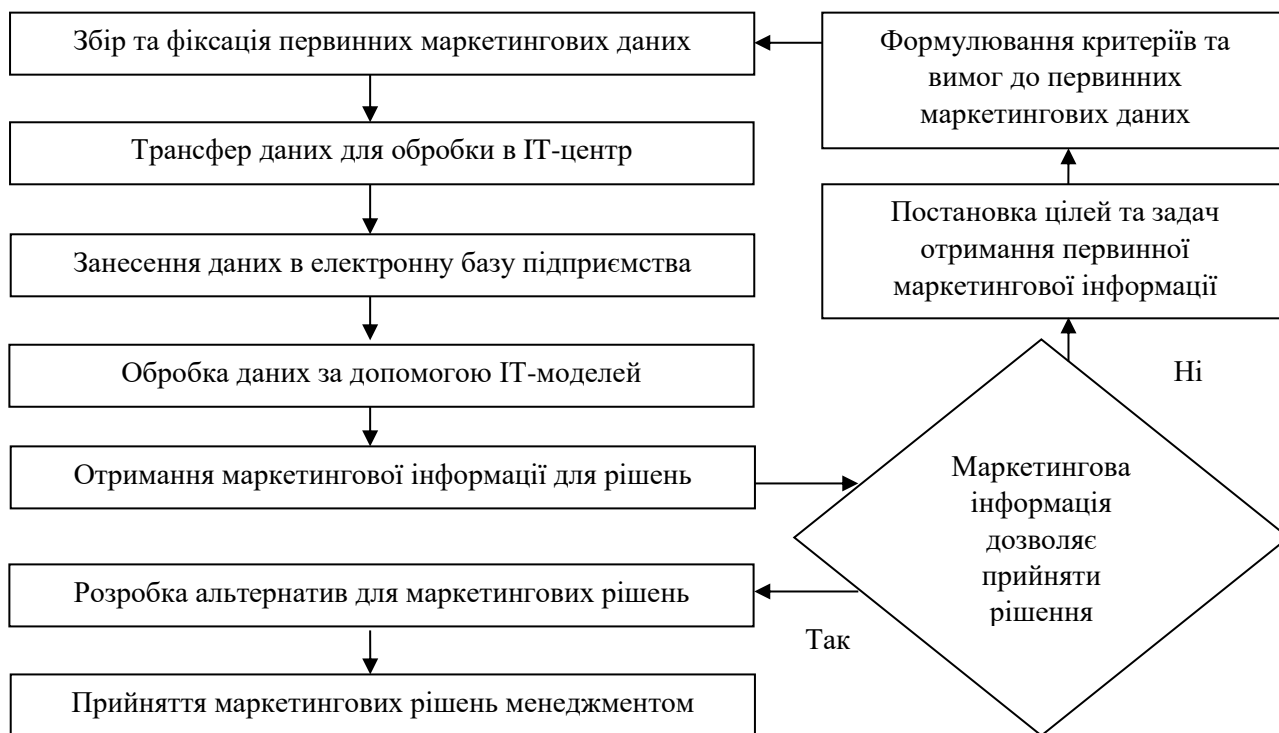 Збір та фіксація первинних маркетингових даних
Трансфер даних для обробки в ІТ-центр
Занесення даних в електронну базу підприємства
Обробка даних за допомогою ІТ-моделей
Отримання маркетингової інформації для рішень
Розробка альтернатив для маркетингових рішень
Прийняття маркетингових рішень менеджментом
Формулювання критеріїв та
вимог до первинних
маркетингових даних
Постановка цілей та задач
отримання первинної
маркетингової інформації
Ні
Маркетингова
інформація
дозволяє
прийняти
рішення
Так